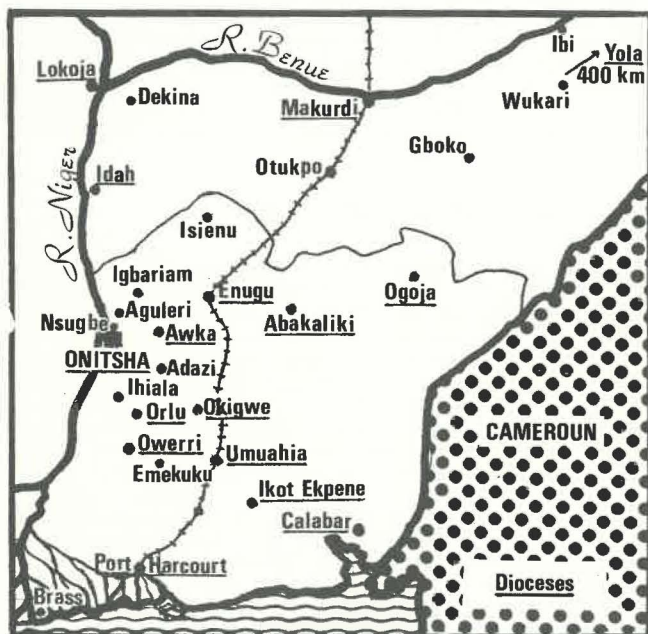 R. BENUE
Ibi
Yola
400 km
Lokoja
Dekina
Wukari
Makurdi
Gboko
Otukpo
Idah
R. Niger
Isienu
Igbariam
Enugu
Ogoja
Aguleri
Abakaliki
Nsugbe
Awka
ONITSHA
Adazi
Ihiala
Orlu
Okigwe
CAMEROUN
Owerri
Umuahia
Emekuku
Ikot Ekpene
Calabar
Port Harcourt
Dioceses
Brass